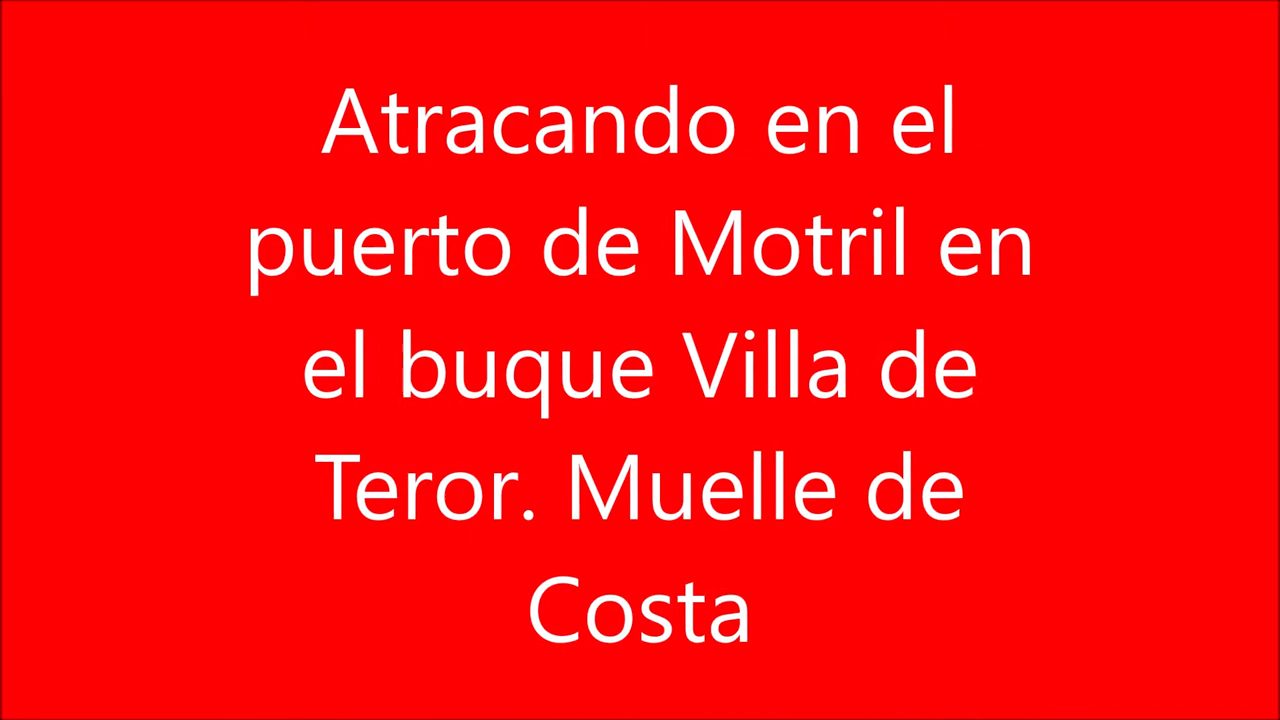 Atracando en el
puerto de Motril en
el buque Villa de
Teror. Muelle de
Costa